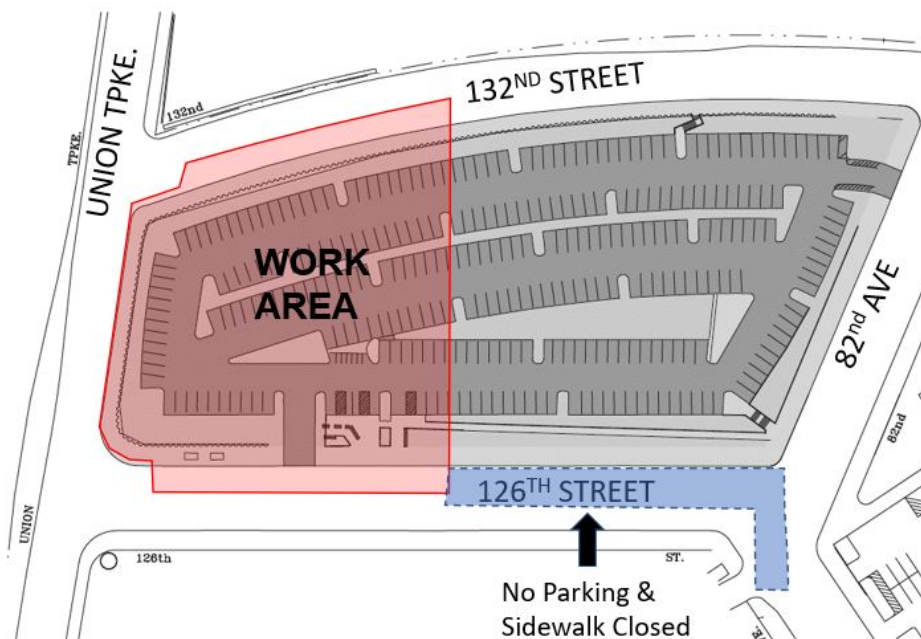 UNION TPKE.
TPKE.
132nd
132ND STREET
WORK
AREA
82nd AVE
82nd
126TH STREET
UNION
126th
ST.
No Parking &
Sidewalk Closed